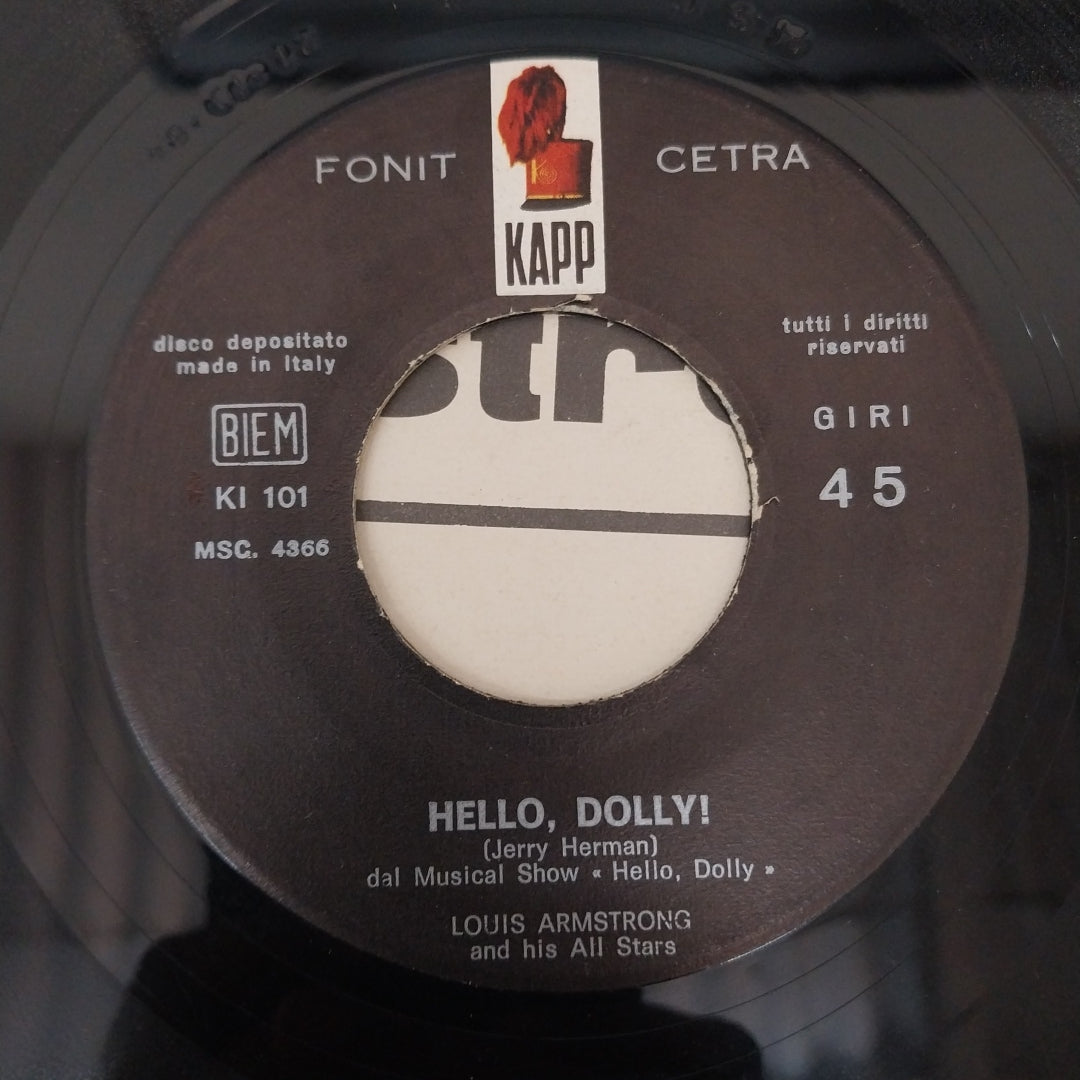 FONIT
CETRA
K
KAPP
disco depositato
made in Italy
tutti i diritti
riservati
BIEM
KI 101
MSC. 4366
GIRI
45
str
HELLO, DOLLY!
(Jerry Herman)
dal Musical Show « Hello, Dolly »
LOUIS ARMSTRONG
and his All Stars